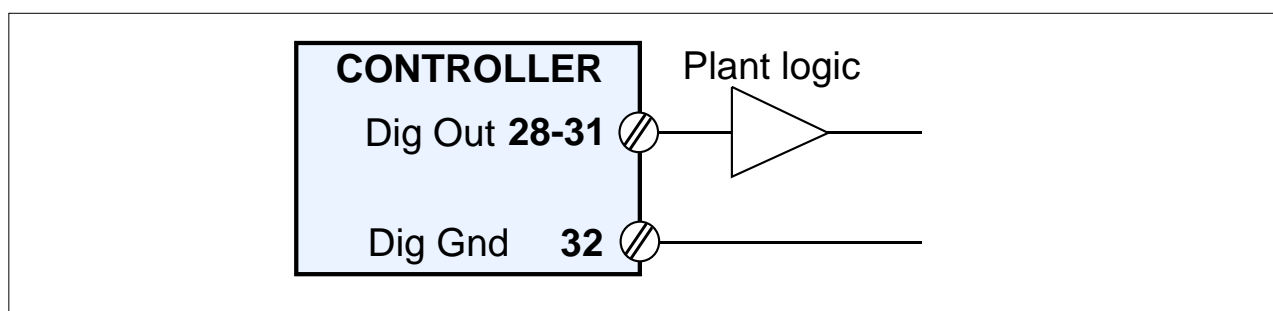 CONTROLLER
Plant logic
Dig Out 28-31
Dig Gnd 32